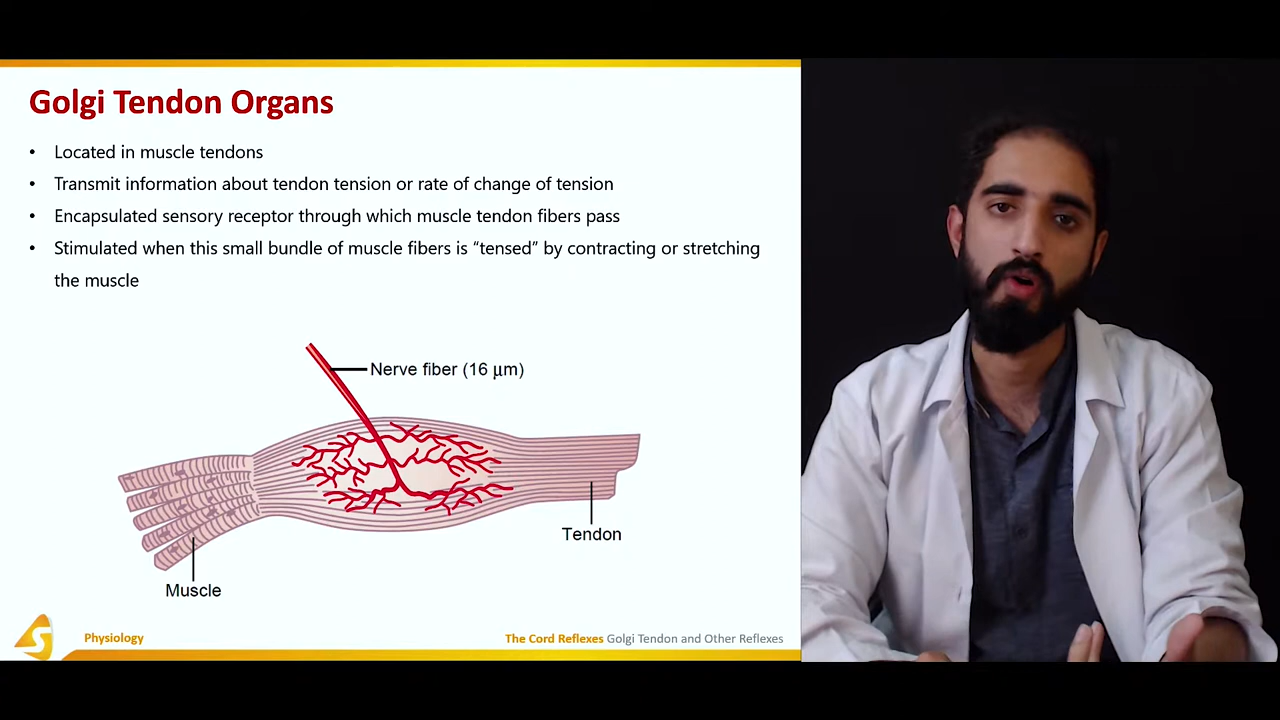 Golgi Tendon Organs
• Located in muscle tendons
• Transmit information about tendon tension or rate of change of tension
• Encapsulated sensory receptor through which muscle tendon fibers pass
• Stimulated when this small bundle of muscle fibers is “tensed” by contracting or stretching
the muscle
Nerve fiber (16 μm)
Tendon
Muscle
S
Physiology
The Cord Reflexes Golgi Tendon and Other Reflexes